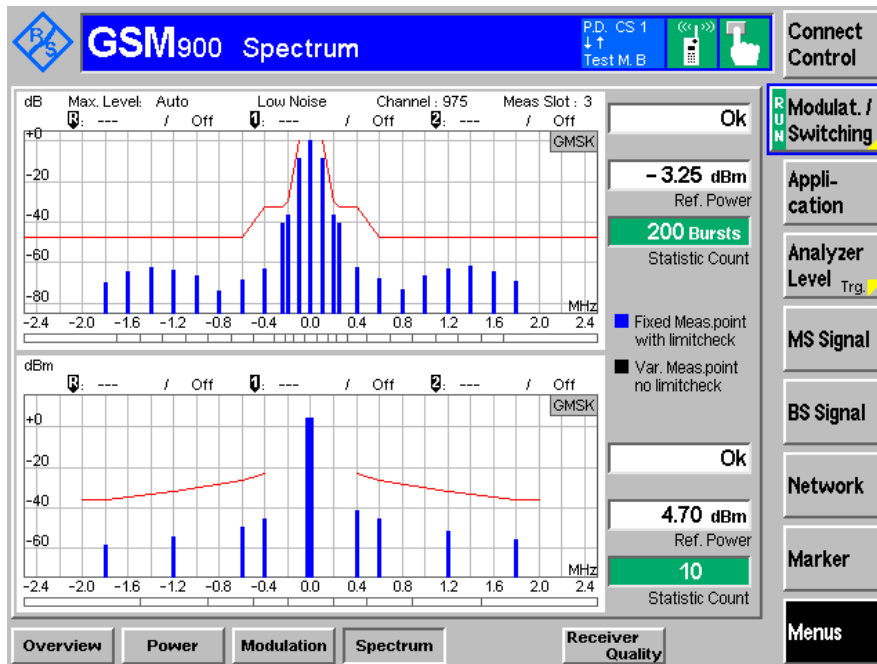 R&S
GSM900 Spectrum
P.D. CS 1
↓↑
Test M. B
Connect Control
dB Max. Level: Auto Low Noise Channel : 975 Meas Slot : 3
R: --- / Off 1: --- / Off 2: --- / Off
GMSK
+0
-20
-40
-60
-80
MHz
-2.4 -2.0 -1.6 -1.2 -0.8 -0.4 0.0 0.4 0.8 1.2 1.6 2.0 2.4
Ok
-3.25 dBm
Ref. Power
200 Bursts
Statistic Count
Fixed Meas.point
with limitcheck
Var. Meas.point
no limitcheck
dBm
R: --- / Off 1: --- / Off 2: --- / Off
GMSK
+0
-20
-40
-60
MHz
-2.4 -2.0 -1.6 -1.2 -0.8 -0.4 0.0 0.4 0.8 1.2 1.6 2.0 2.4
Ok
4.70 dBm
Ref. Power
10
Statistic Count
RUN
Modulat. /
Switching
Appli-
cation
Analyzer
Level Trg.
MS Signal
BS Signal
Network
Marker
Menus
Overview Power Modulation Spectrum Receiver
Quality